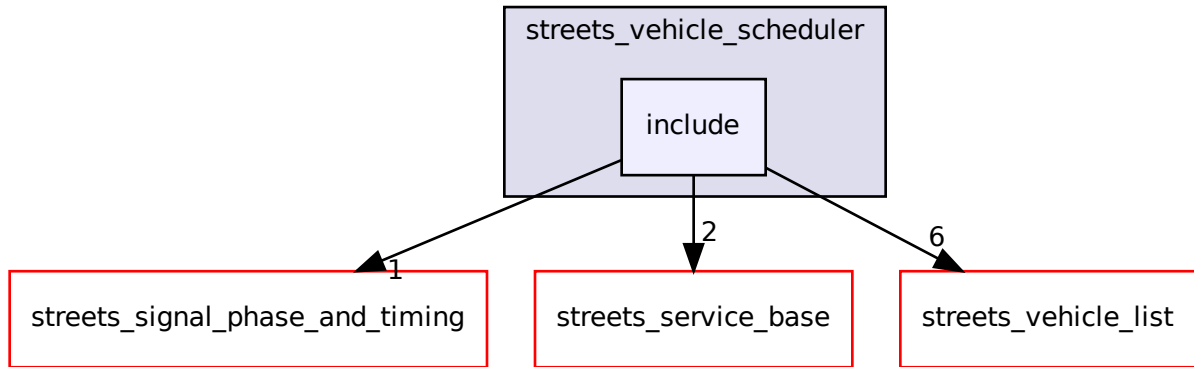 streets_vehicle_scheduler
include
1
2
6
streets_signal_phase_and_timing
streets_service_base
streets_vehicle_list